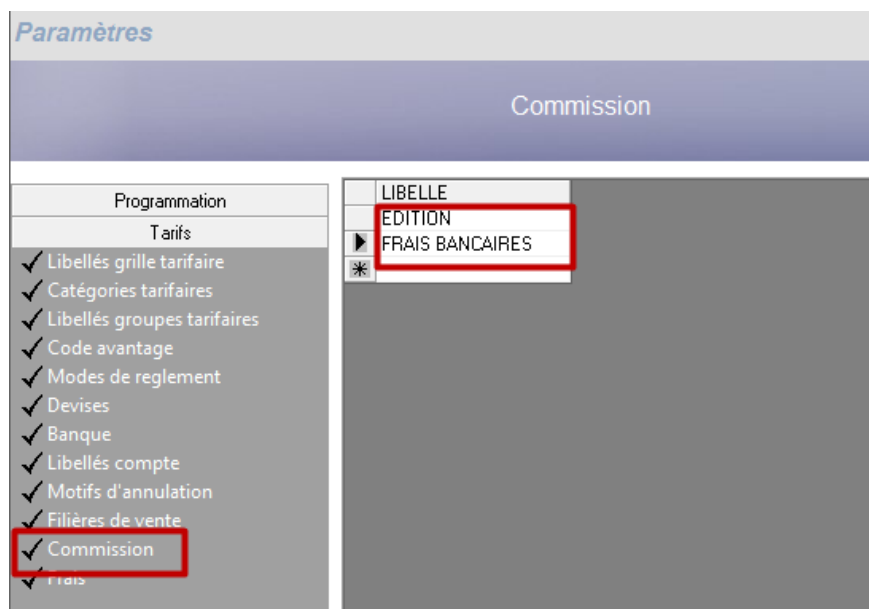 Paramètres
Commission
Programmation
Tarifs
Libellés grille tarifaire
Catégories tarifaires
Libellés groupes tarifaires
Code avantage
Modes de reglement
Devises
Banque
Libellés compte
Motifs d'annulation
Filières de vente
Commission
Frais
LIBELLE
EDITION
FRAIS BANCAIRES